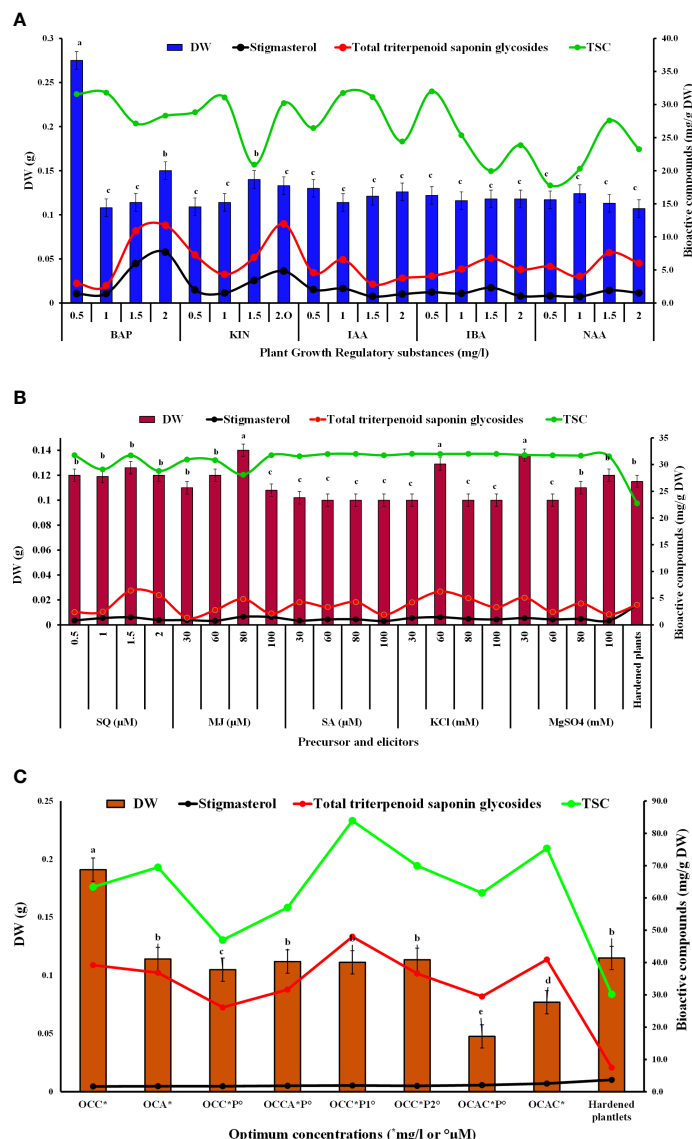 A
DW Stigmasterol Total triterpenoid saponin glycosides TSC
0.3 40.0
0.25 35.0
0.2 30.0
0.15 25.0
0.1 20.0
0.05 15.0
0 10.0
5.0
0.0
DW (g)
Bioactive compounds (mg/g DW)
a c c b c c b c c c c c c c c c c c c c
0.5 1 1.5 2 0.5 1 1.5 2.O 0.5 1 1.5 2 0.5 1 1.5 2 0.5 1 1.5 2
BAP KIN IAA IBA NAA
Plant Growth Regulatory substances (mg/l)
B
DW Stigmasterol Total triterpenoid saponin glycosides TSC
0.14 35
0.12 30
0.1 25
0.08 20
0.06 15
0.04 10
0.02 5
0 0
DW (g)
Bioactive compounds (mg/g DW)
b b b b b b a c c c c c c a c c a c b b b
0.5 1 1.5 2 30 60 80 100 30 60 80 100 30 60 80 100 30 60 80 100 Hardened plants
SQ (µM) MJ (µM) SA (µM) KCl (mM) MgSO4 (mM)
Precursor and elicitors
C
DW Stigmasterol Total triterpenoid saponin glycosides TSC
0.25 90.0
0.2 80.0
0.15 70.0
0.1 60.0
0.05 50.0
0 40.0
30.0
20.0
10.0
0.0
DW (g)
Bioactive compounds (mg/g DW)
a b c b b b e d b
OCC* OCA* OCC*P° OCCA*P° OCC*P1° OCC*P2° OCAC*P° OCAC* Hardened
plantlets
Optimum concentrations (*mg/l or °µM)